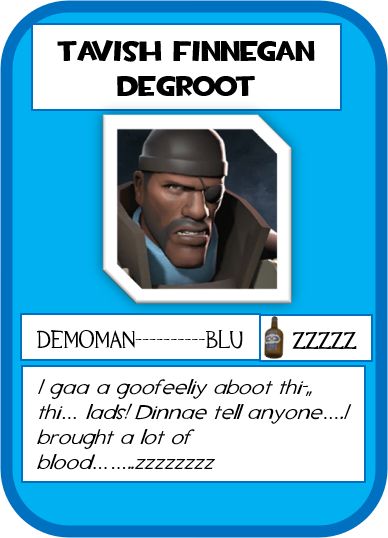 TAVISH FINNEGAN
DEGROOT
DEMOMAN----------BLU
ZZZZZ
I gaa a goofeeliy aboot thi-,,
thi... lads! Dinnae tell anyone....I
brought a lot of
blood........zzzzzzzz